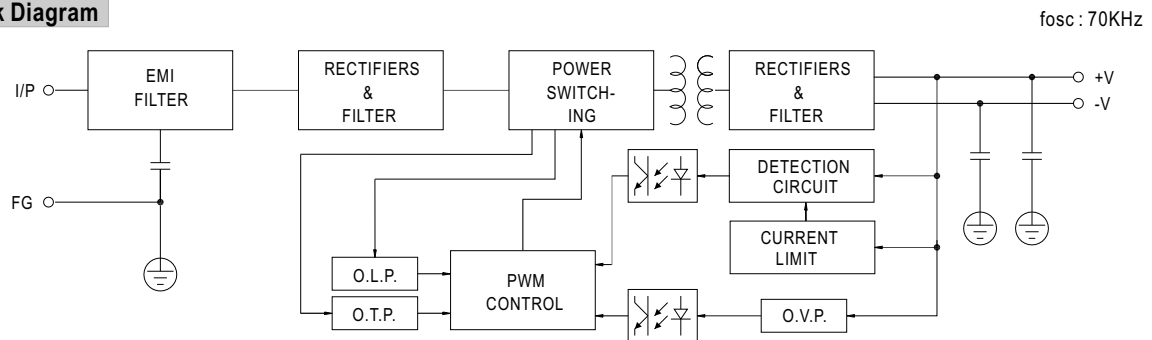 k Diagram
fosc : 70KHz
I/P
EMI
FILTER
RECTIFIERS
&
FILTER
POWER
SWITCH-
ING
RECTIFIERS
&
FILTER
+V
-V
DETECTION
CIRCUIT
FG
CURRENT
LIMIT
O.L.P.
PWM
CONTROL
O.T.P.
O.V.P.